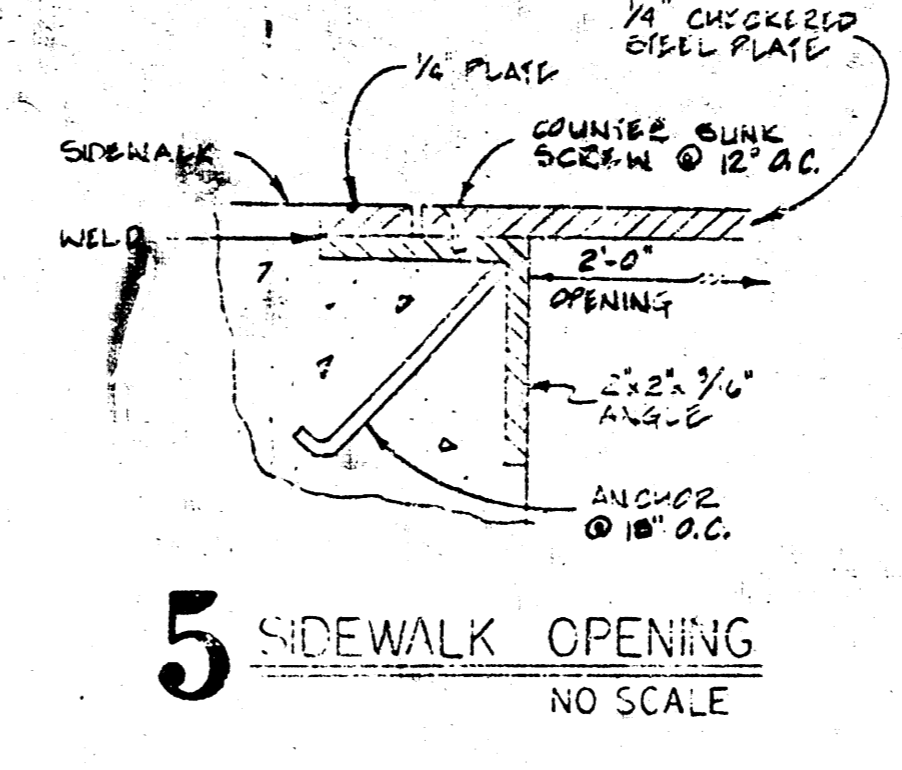 1/4" CHECKERED
STEEL PLATE
1/4" PLATE
COUNTER SUNK
SCREW @ 12" O.C.
SIDEWALK
WELD
2'-0"
OPENING
2"x2"x 3/16"
ANGLE
ANCHOR
@ 18" O.C.
5 SIDEWALK OPENING
NO SCALE